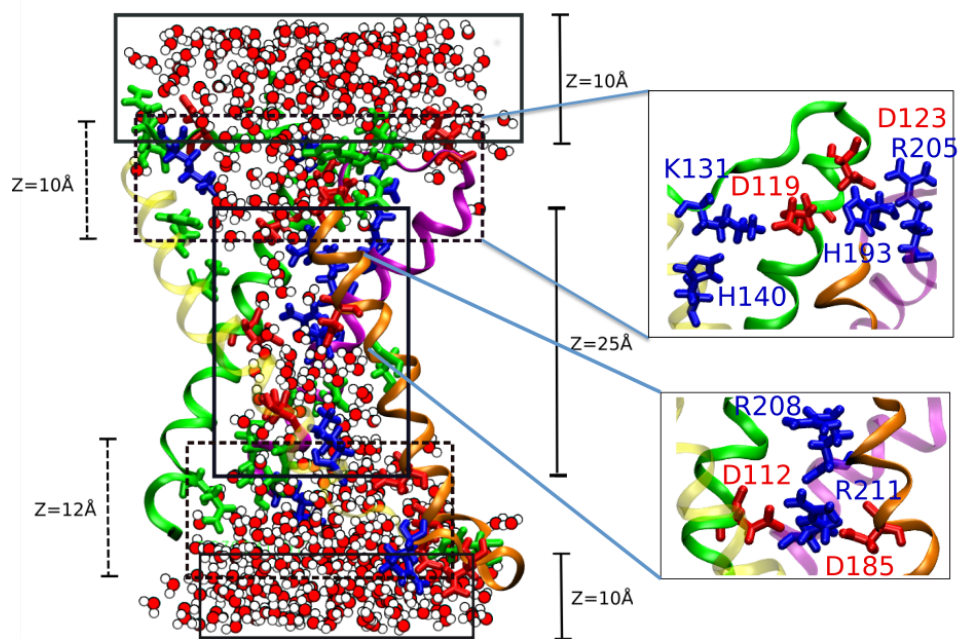 Z=10Å
Z=10Å
Z=25Å
Z=12Å
Z=10Å
D123
K131
R205
D119
H193
H140
R208
D112
R211
D185